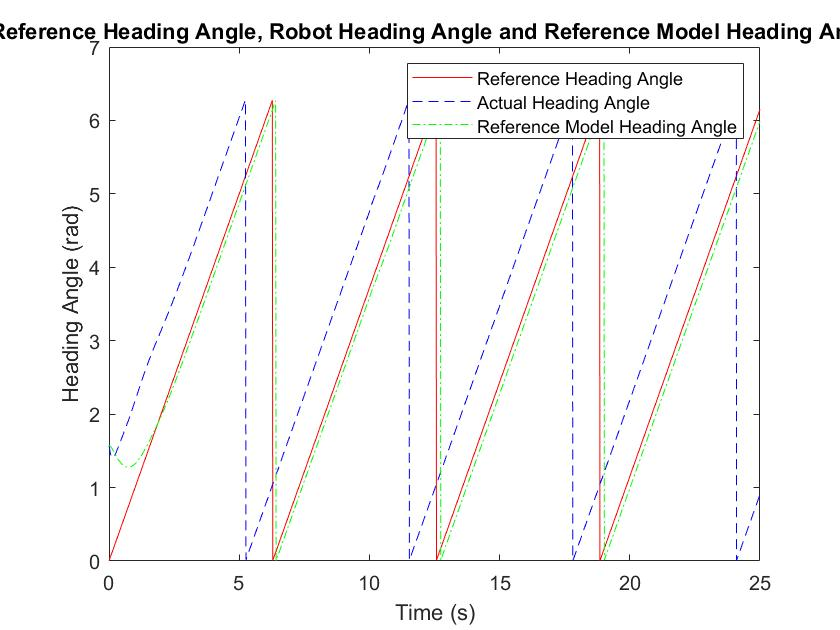 Reference Heading Angle, Robot Heading Angle and Reference Model Heading
7
6
5
4
3
2
1
0
Heading Angle (rad)
Reference Heading Angle
Actual Heading Angle
Reference Model Heading Angle
0 5 10 15 20 25
Time (s)